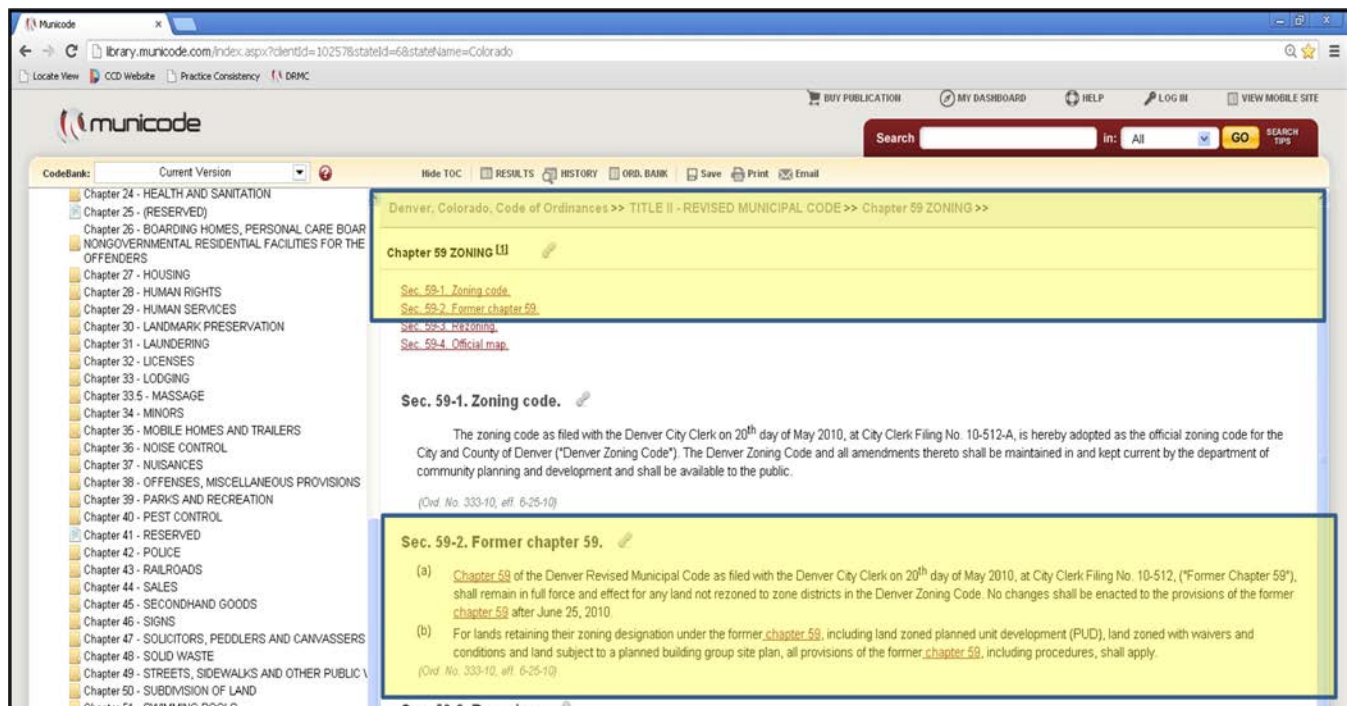 Municode
library.municode.com/index.aspx?clientId=10257&stateId=6&stateName=Colorado
Locate View CCD Website Practice Consistency DRMC
BUY PUBLICATION MY DASHBOARD HELP LOG IN VIEW MOBILE SITE
municode
Search in: All GO SEARCH TIPS
CodeBank: Current Version Hide TOC RESULTS HISTORY ORD. BANK Save Print Email
Chapter 24 - HEALTH AND SANITATION
Chapter 25 - (RESERVED)
Chapter 26 - BOARDING HOMES, PERSONAL CARE BOAR
NONGOVERNMENTAL RESIDENTIAL FACILITIES FOR THE
OFFENDERS
Chapter 27 - HOUSING
Chapter 28 - HUMAN RIGHTS
Chapter 29 - HUMAN SERVICES
Chapter 30 - LANDMARK PRESERVATION
Chapter 31 - LAUNDERING
Chapter 32 - LICENSES
Chapter 33 - LODGING
Chapter 33.5 - MASSAGE
Chapter 34 - MINORS
Chapter 35 - MOBILE HOMES AND TRAILERS
Chapter 36 - NOISE CONTROL
Chapter 37 - NUISANCES
Chapter 38 - OFFENSES, MISCELLANEOUS PROVISIONS
Chapter 39 - PARKS AND RECREATION
Chapter 40 - PEST CONTROL
Chapter 41 - RESERVED
Chapter 42 - POLICE
Chapter 43 - RAILROADS
Chapter 44 - SALES
Chapter 45 - SECONDHAND GOODS
Chapter 46 - SIGNS
Chapter 47 - SOLICITORS, PEDDLERS AND CANVASSERS
Chapter 48 - SOLID WASTE
Chapter 49 - STREETS, SIDEWALKS AND OTHER PUBLIC
Chapter 50 - SUBDIVISION OF LAND
Denver, Colorado, Code of Ordinances >> TITLE II - REVISED MUNICIPAL CODE >> Chapter 59 ZONING >>
Chapter 59 ZONING [1]
Sec. 59-1. Zoning code.
Sec. 59-2. Former chapter 59.
Sec. 59-3. Rezoning.
Sec. 59-4. Official map.
Sec. 59-1. Zoning code.
The zoning code as filed with the Denver City Clerk on 20th day of May 2010, at City Clerk Filing No. 10-512-A, is hereby adopted as the official zoning code for the
City and County of Denver ("Denver Zoning Code"). The Denver Zoning Code and all amendments thereto shall be maintained in and kept current by the department of
community planning and development and shall be available to the public.
(Ord. No. 333-10, eff. 6-25-10)
Sec. 59-2. Former chapter 59.
(a) Chapter 59 of the Denver Revised Municipal Code as filed with the Denver City Clerk on 20th day of May 2010, at City Clerk Filing No. 10-512, ("Former Chapter 59"),
shall remain in full force and effect for any land not rezoned to zone districts in the Denver Zoning Code. No changes shall be enacted to the provisions of the former
chapter 59 after June 25, 2010.
(b) For lands retaining their zoning designation under the former chapter 59, including land zoned planned unit development (PUD), land zoned with waivers and
conditions and land subject to a planned building group site plan, all provisions of the former chapter 59, including procedures, shall apply.
(Ord. No. 333-10, eff. 6-25-10)